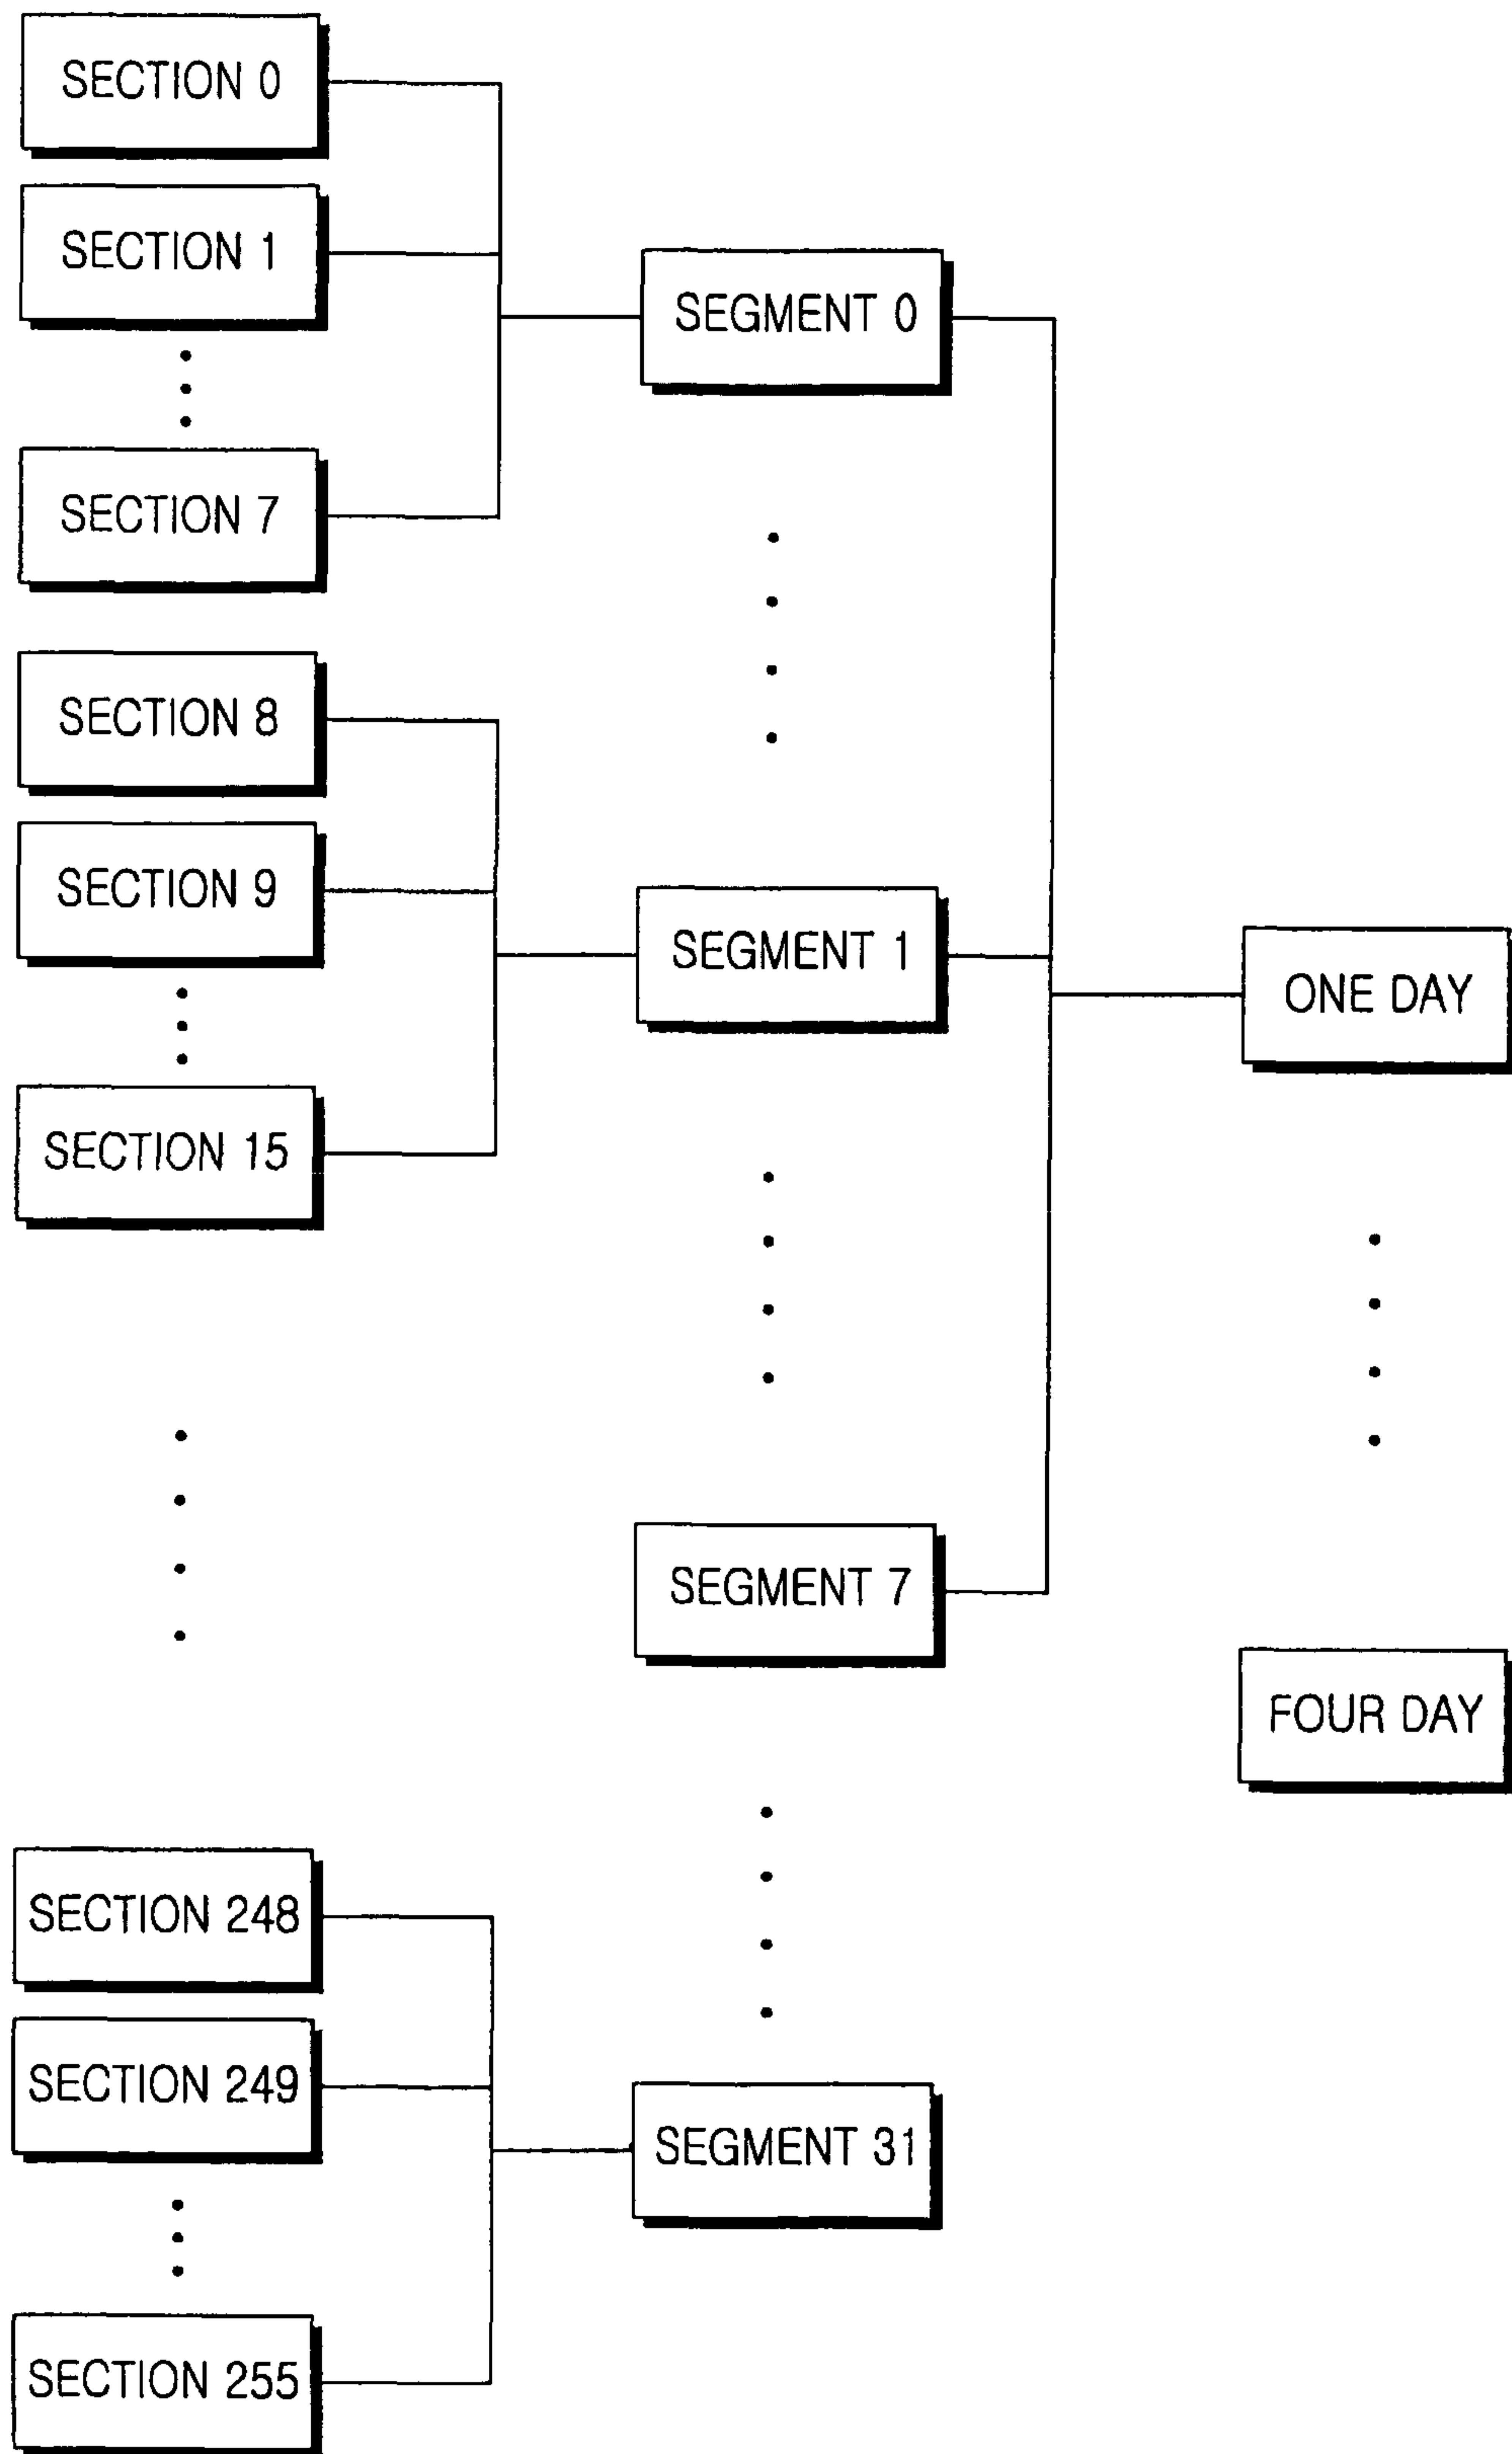 SECTION 0
SECTION 1
SECTION 7
SECTION 8
SECTION 9
SECTION 15
SECTION 248
SECTION 249
SECTION 255
SEGMENT 0
SEGMENT 1
SEGMENT 7
SEGMENT 31
ONE DAY
FOUR DAY